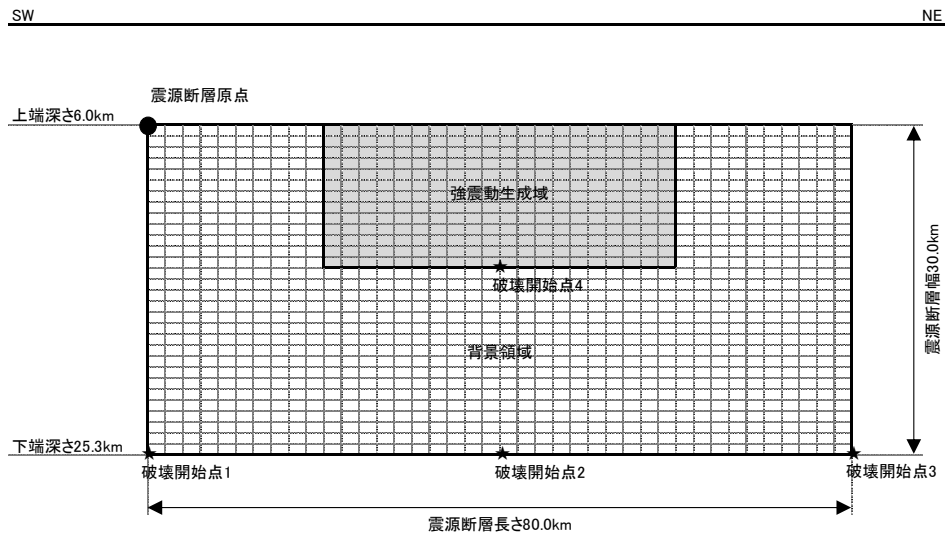 SW
NE
震源断層原点
上端深さ6.0km
強震動生成域
破壊開始点4
震源断層幅30.0km
背景領域
下端深さ25.3km
破壊開始点1
破壊開始点2
破壊開始点3
震源断層長さ80.0km